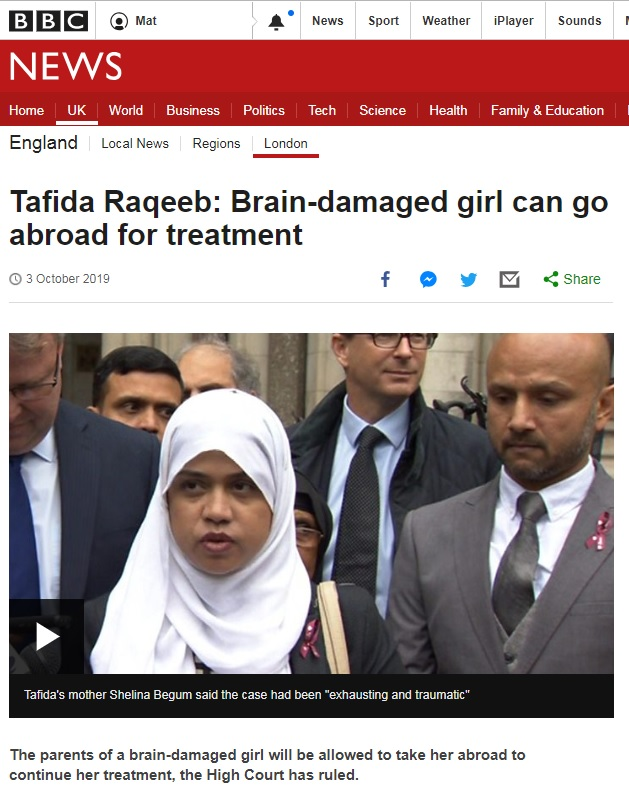 BBC Mat News Sport Weather iPlayer Sounds
NEWS
Home UK World Business Politics Tech Science Health Family & Education
England Local News Regions London
Tafida Raqeeb: Brain-damaged girl can go
abroad for treatment
3 October 2019 Share
Tafida's mother Shelina Begum said the case had been "exhausting and traumatic"
The parents of a brain-damaged girl will be allowed to take her abroad to
continue her treatment, the High Court has ruled.